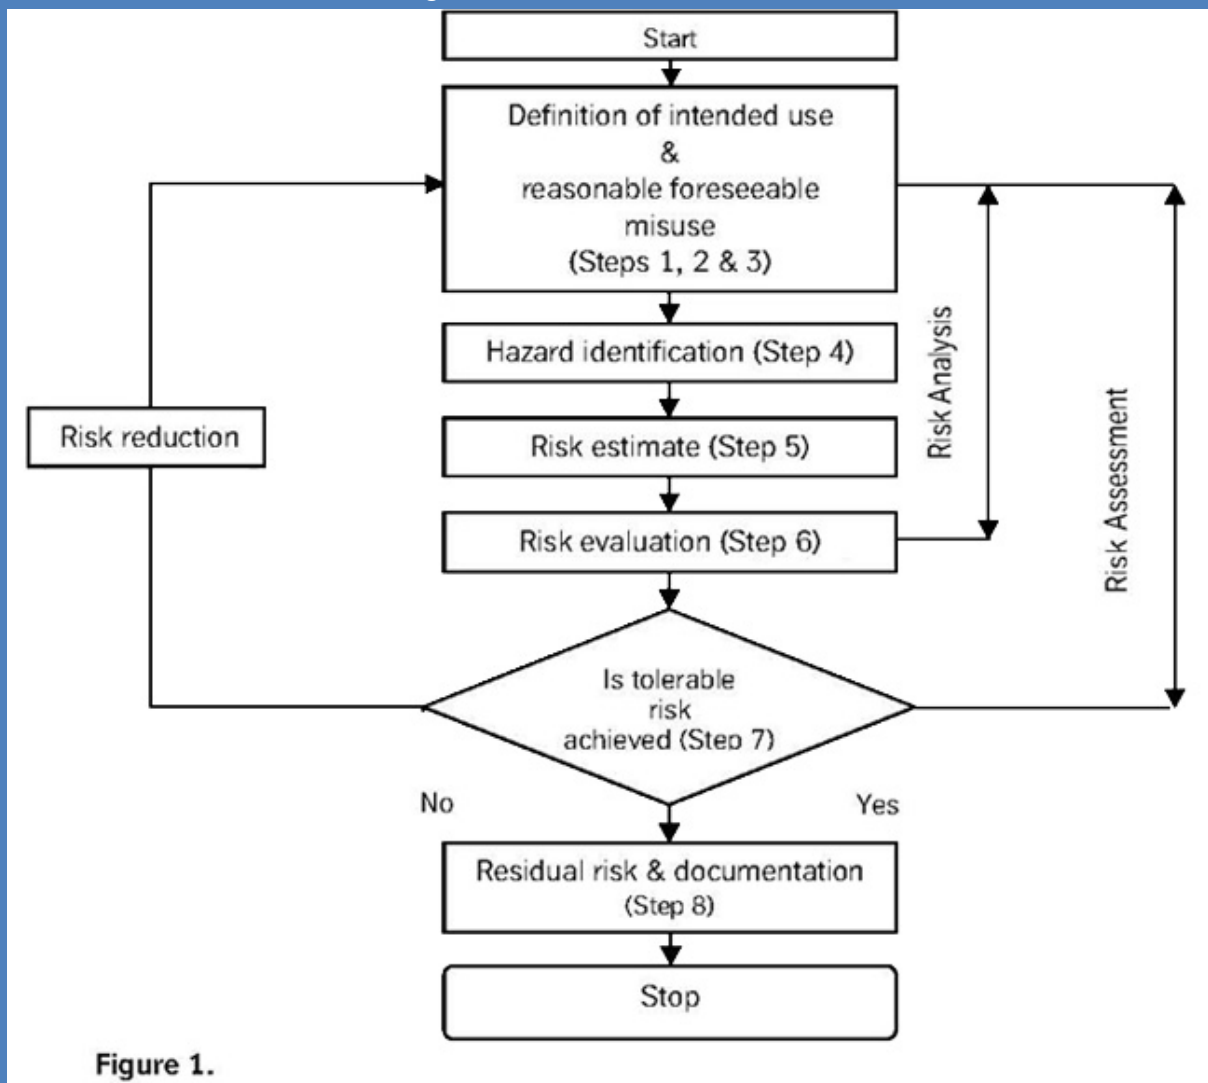 Start
Definition of intended use
&
reasonable foreseeable
misuse
(Steps 1, 2 & 3)
Hazard identification (Step 4)
Risk reduction
Risk estimate (Step 5)
Risk Analysis
Risk Assessment
Risk evaluation (Step 6)
Is tolerable
risk
achieved (Step 7)
No
Yes
Residual risk & documentation
(Step 8)
Stop
Figure 1.